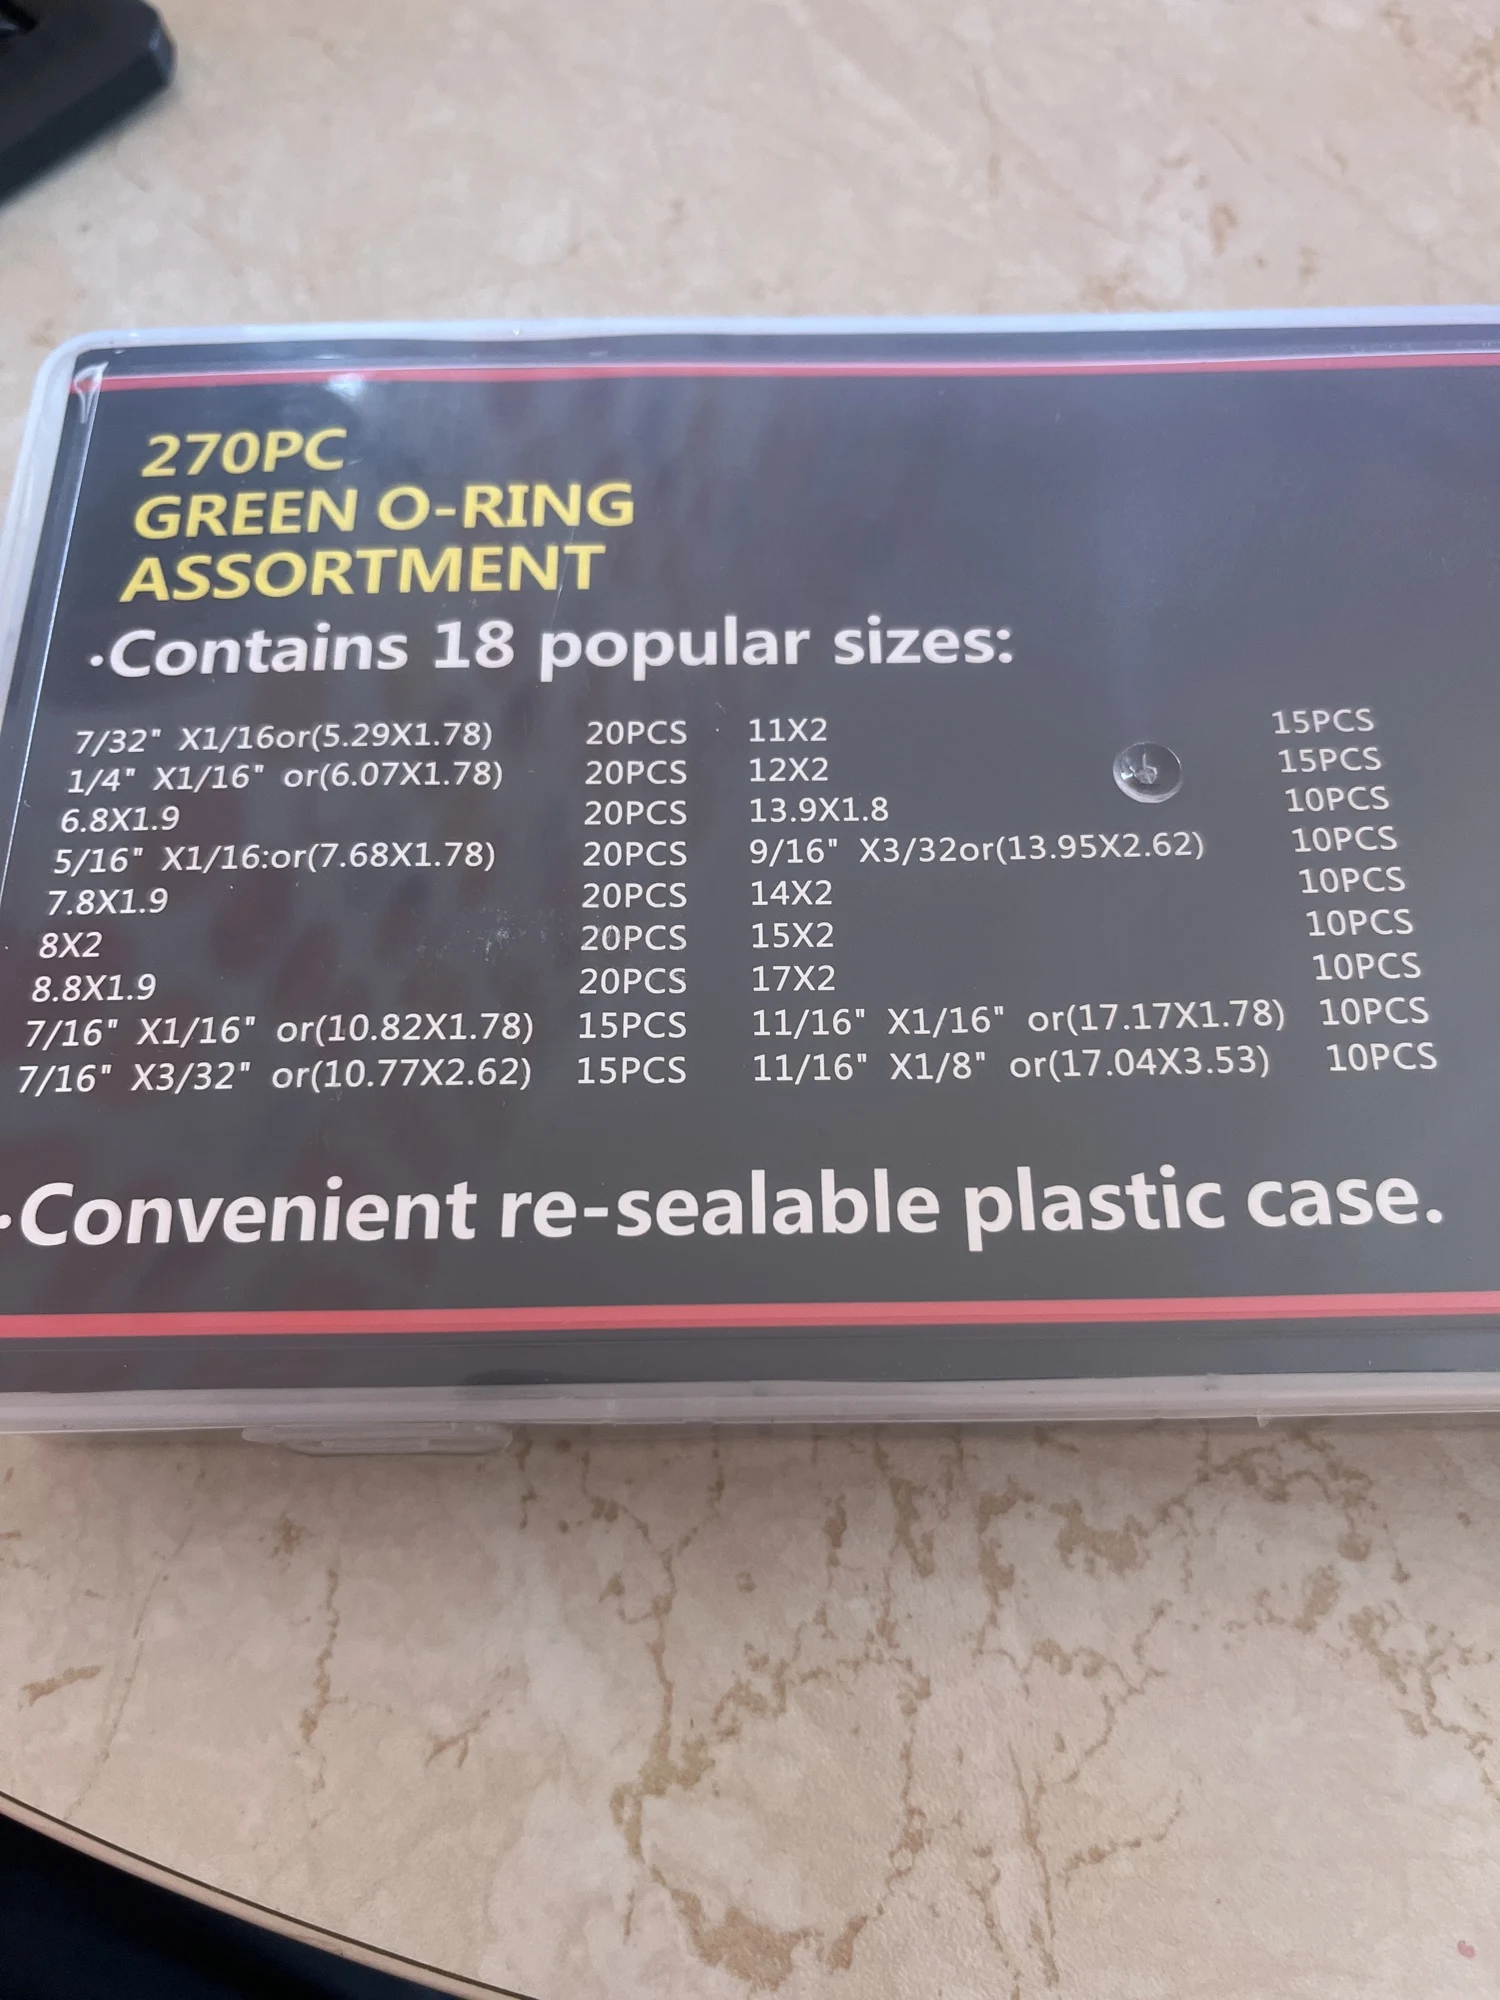 270PC
GREEN O-RING
ASSORTMENT
·Contains 18 popular sizes:
7/32" X1/16or(5.29X1.78) 20PCS 11X2 15PCS
1/4" X1/16" or(6.07X1.78) 20PCS 12X2 15PCS
6.8X1.9 20PCS 13.9X1.8 10PCS
5/16" X1/16:or(7.68X1.78) 20PCS 9/16" X3/32or(13.95X2.62) 10PCS
7.8X1.9 20PCS 14X2 10PCS
8X2 20PCS 15X2 10PCS
8.8X1.9 20PCS 17X2 10PCS
7/16" X1/16" or(10.82X1.78) 15PCS 11/16" X1/16" or(17.17X1.78) 10PCS
7/16" X3/32" or(10.77X2.62) 15PCS 11/16" X1/8" or(17.04X3.53) 10PCS
·Convenient re-sealable plastic case.